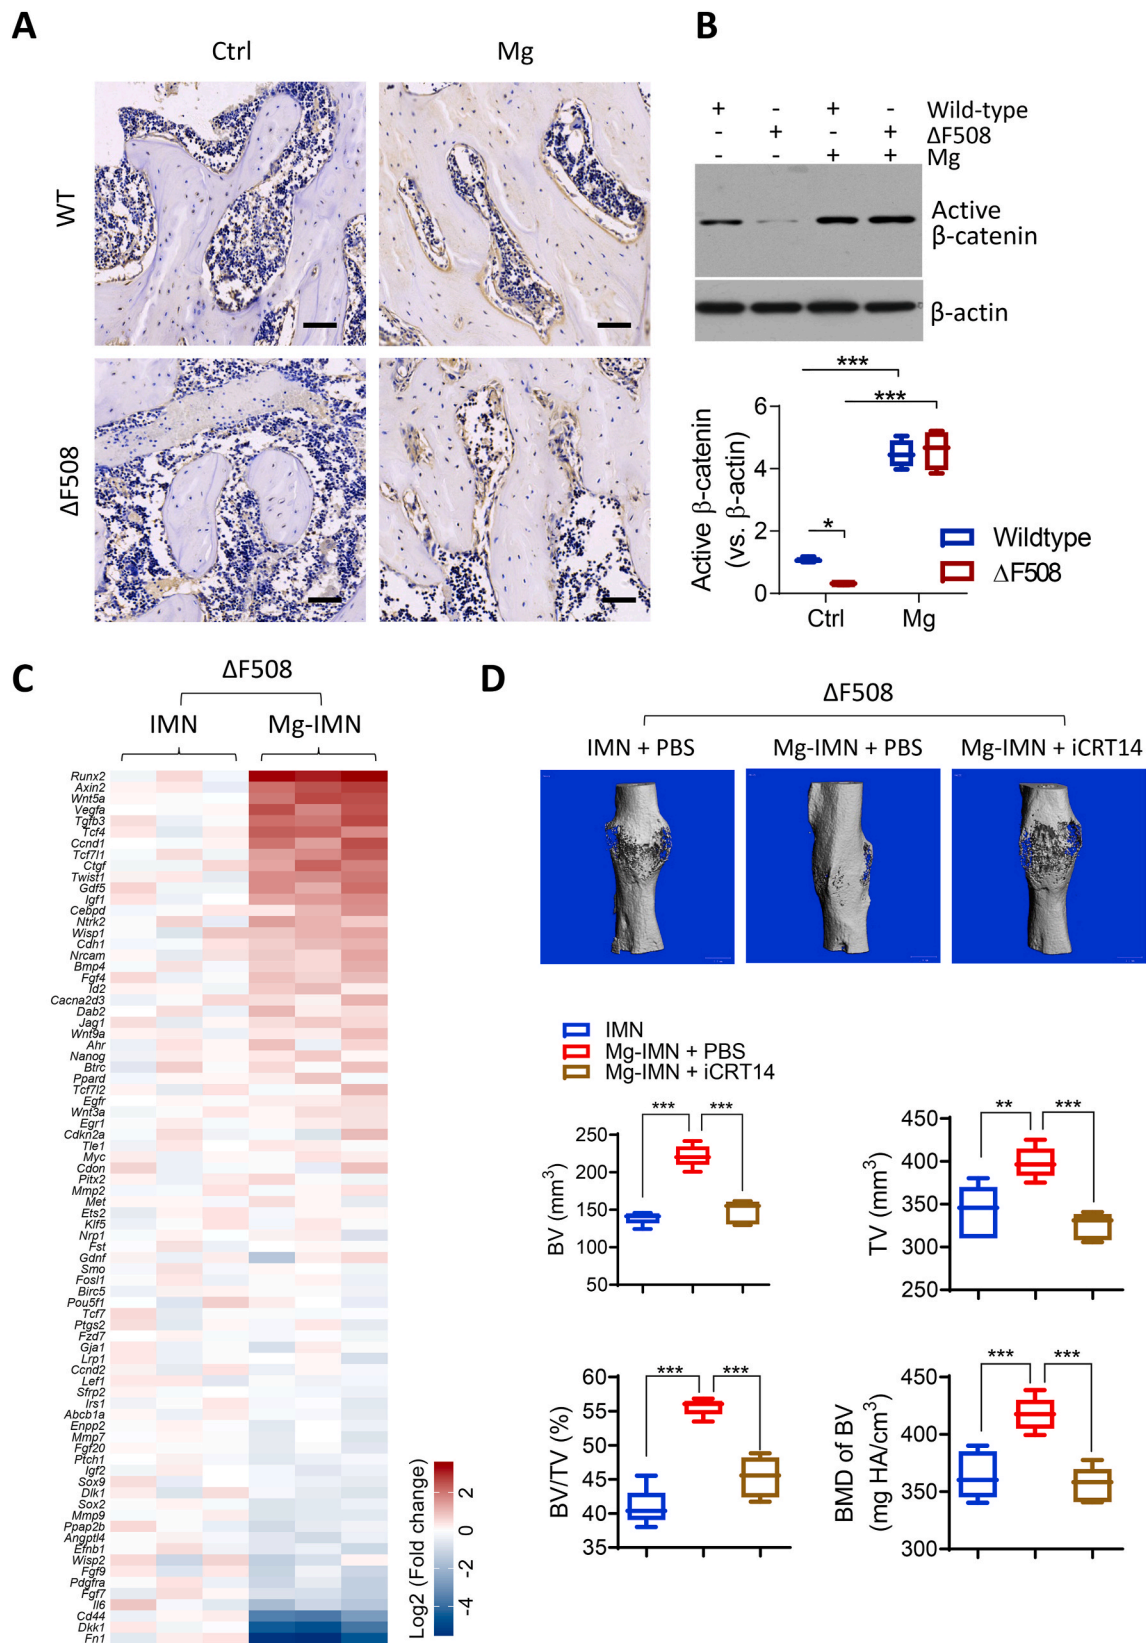 A
Ctrl
Mg
WT
ΔF508
B
+ - + - Wild-type
- + - + ΔF508
- - + + Mg
Active
β-catenin
β-actin
***
***
*
Active β-catenin
(vs. β-actin)
6
4
2
0
Ctrl
Mg
Wildtype
ΔF508
C
ΔF508
IMN
Mg-IMN
Runx2
Axin2
Wnt5a
Vegfa
Tgfb3
Tcf4
Ccnd1
Tcf7l1
Ctgf
Twist1
Gdf5
Igf1
Cebpd
Ntrk2
Wisp1
Cdh1
Nrcam
Bmp4
Fgf4
Id2
Cacna2d3
Dab2
Jag1
Wnt9a
Ahr
Nanog
Btrc
Ppard
Tcf7l2
Egfr
Wnt3a
Egr1
Cdkn2a
Tle1
Myc
Cdon
Pitx2
Mmp2
Met
Ets2
Klf5
Nrp1
Fst
Gdnf
Smo
Fosl1
Birc5
Pou5f1
Tcf7
Ptgs2
Fzd7
Gja1
Lrp1
Ccnd2
Lef1
Sfrp2
Irs1
Abcb1a
Enpp2
Mmp7
Fgf20
Ptch1
Igf2
Sox9
Dlk1
Sox2
Mmp9
Ppap2b
Angptl4
Efnb1
Wisp2
Fgf9
Pdgfra
Fgf7
Il6
Cd44
Dkk1
Fn1
Log2 (Fold change)
2
0
-2
-4
D
ΔF508
IMN + PBS
Mg-IMN + PBS
Mg-IMN + iCRT14
IMN
Mg-IMN + PBS
Mg-IMN + iCRT14
*** ***
BV (mm3)
250
200
150
100
50
** ***
TV (mm3)
450
400
350
300
250
*** ***
BV/TV (%)
60
55
50
45
40
35
*** ***
BMD of BV
(mg HA/cm3)
450
400
350
300